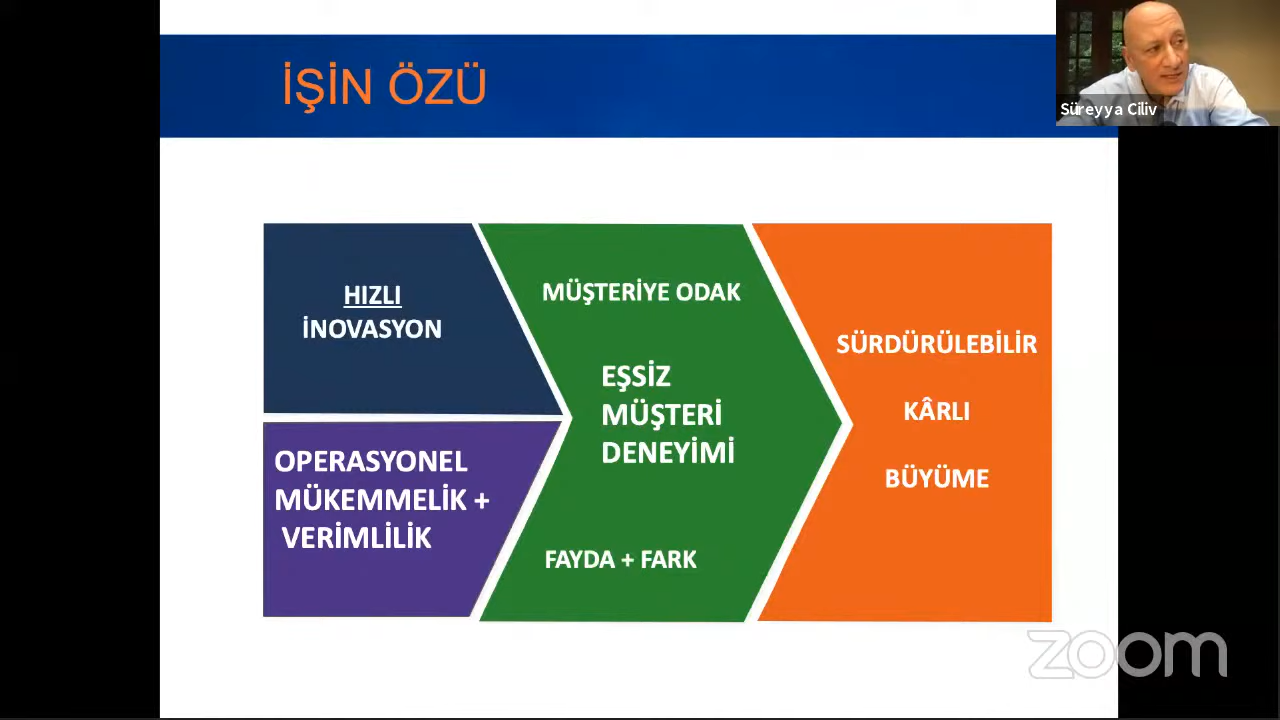 İŞİN ÖZÜ
Süreyya Ciliv
HIZLI
İNOVASYON
OPERASYONEL
MÜKEMMELİK +
VERİMLİLİK
MÜŞTERİYE ODAK
EŞSİZ
MÜŞTERİ
DENEYİMİ
FAYDA + FARK
SÜRDÜRÜLEBİLİR
KÂRLI
BÜYÜME
zoom